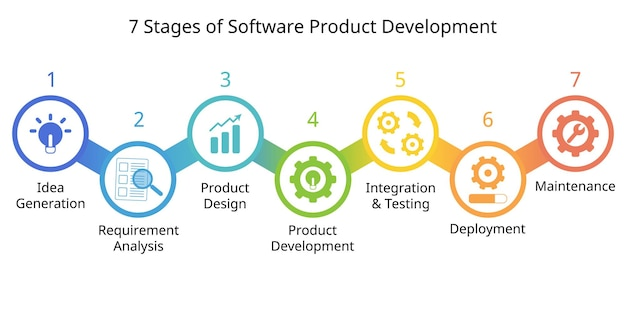 7 Stages of Software Product Development
1
Idea
Generation
2
Requirement
Analysis
3
Product
Design
4
Product
Development
5
Integration
& Testing
6
Deployment
7
Maintenance